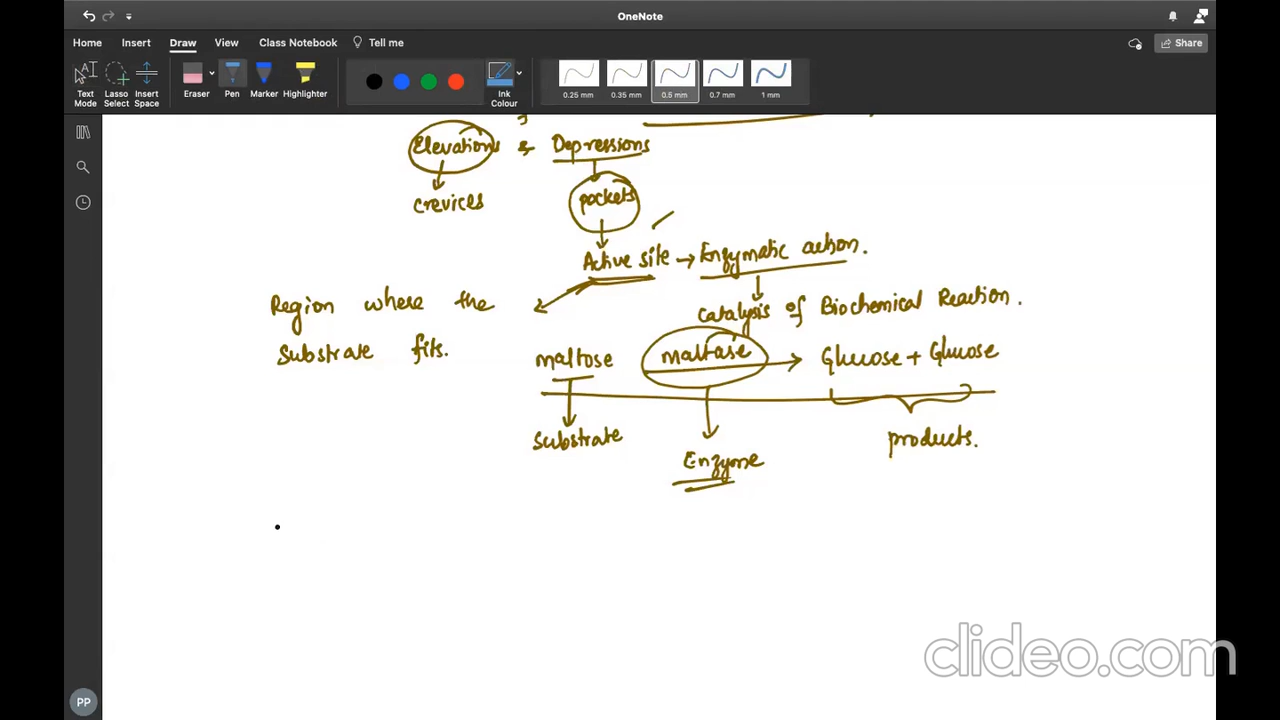 OneNote
Home Insert Draw View Class Notebook Tell me
Share
Text Mode
Lasso Select
Insert Space
Eraser
Pen
Marker
Highlighter
Ink Colour
0.25 mm
0.35 mm
0.5 mm
0.7 mm
1 mm
Elevations & Depressions
crevices
pockets
Active site → Enzymatic action.
Region where the
Substrate fits.
catalysis of Biochemical Reaction.
maltose maltase → Glucose + Glucose
Substrate
Enzyme
products.
PP
clideo.com